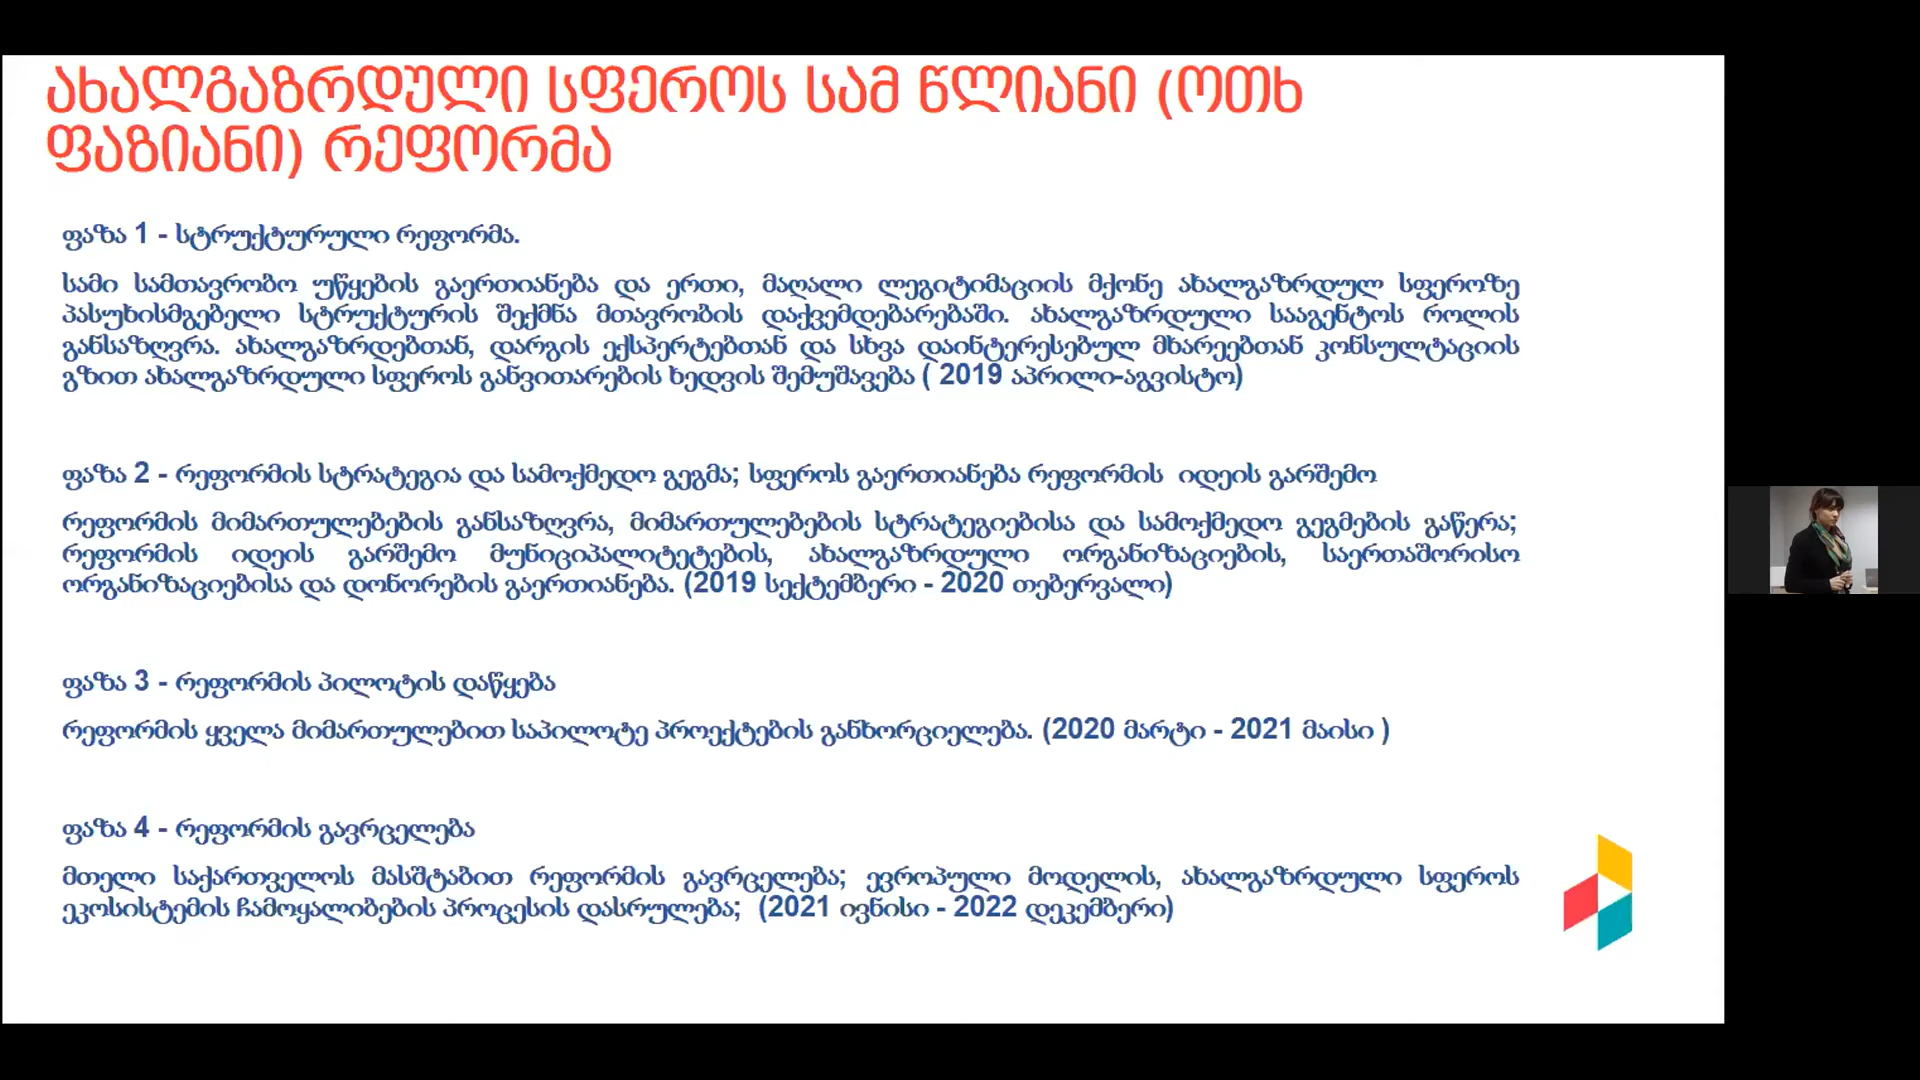 ახალგაზრდული სფეროს სამ წლიანი (ოთხ
ფაზიანი) რეფორმა
ფაზა 1 - სტრუქტურული რეფორმა.
სამი სამთავრობო უწყების გაერთიანება და ერთი, მაღალი ლეგიტიმაციის მქონე ახალგაზრდულ სფეროზე
პასუხისმგებელი სტრუქტურის შექმნა მთავრობის დაქვემდებარებაში. ახალგაზრდული სააგენტოს როლის
განსაზღვრა. ახალგაზრდებთან, დარგის ექსპერტებთან და სხვა დაინტერესებულ მხარეებთან კონსულტაციის
გზით ახალგაზრდული სფეროს განვითარების ხედვის შემუშავება ( 2019 აპრილი-აგვისტო)
ფაზა 2 - რეფორმის სტრატეგია და სამოქმედო გეგმა; სფეროს გაერთიანება რეფორმის იდეის გარშემო
რეფორმის მიმართულებების განსაზღვრა, მიმართულებების სტრატეგიებისა და სამოქმედო გეგმების გაწერა;
რეფორმის იდეის გარშემო მუნიციპალიტეტების, ახალგაზრდული ორგანიზაციების, საერთაშორისო
ორგანიზაციებისა და დონორების გაერთიანება. (2019 სექტემბერი - 2020 თებერვალი)
ფაზა 3 - რეფორმის პილოტის დაწყება
რეფორმის ყველა მიმართულებით საპილოტე პროექტების განხორციელება. (2020 მარტი - 2021 მაისი )
ფაზა 4 - რეფორმის გავრცელება
მთელი საქართველოს მასშტაბით რეფორმის გავრცელება; ევროპული მოდელის, ახალგაზრდული სფეროს
ეკოსისტემის ჩამოყალიბების პროცესის დასრულება; (2021 ივნისი - 2022 დეკემბერი)